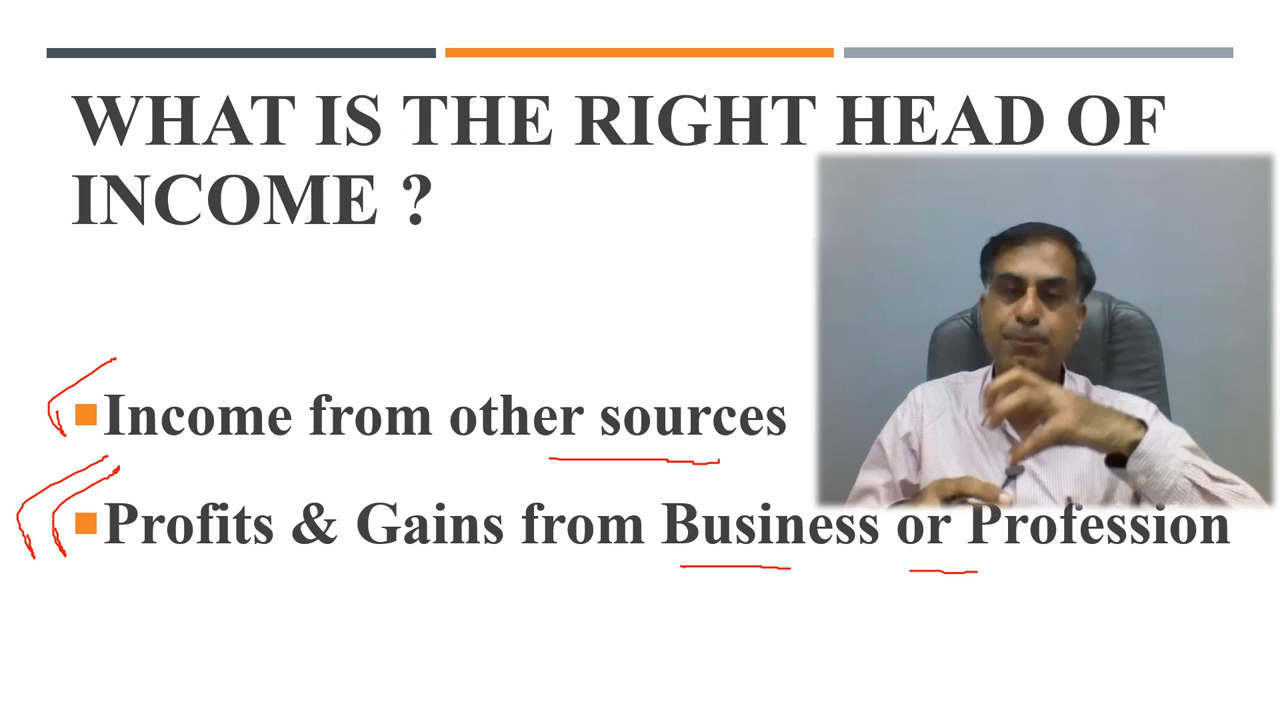 WHAT IS THE RIGHT HEAD OF
INCOME ?
Income from other sources
Profits & Gains from Business or Profession